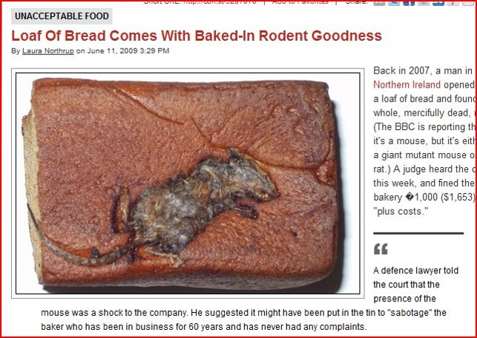 UNACCEPTABLE FOOD
Loaf Of Bread Comes With Baked-In Rodent Goodness
By Laura Northrup on June 11, 2009 3:29 PM
Back in 2007, a man in
Northern Ireland opened
a loaf of bread and found
whole, mercifully dead,
(The BBC is reporting th
it's a mouse, but it's eith
a giant mutant mouse o
rat.) A judge heard the c
this week, and fined the
bakery �1,000 ($1,653)
"plus costs."
“
A defence lawyer told
the court that the
presence of the
mouse was a shock to the company. He suggested it might have been put in the tin to "sabotage" the
baker who has been in business for 60 years and has never had any complaints.